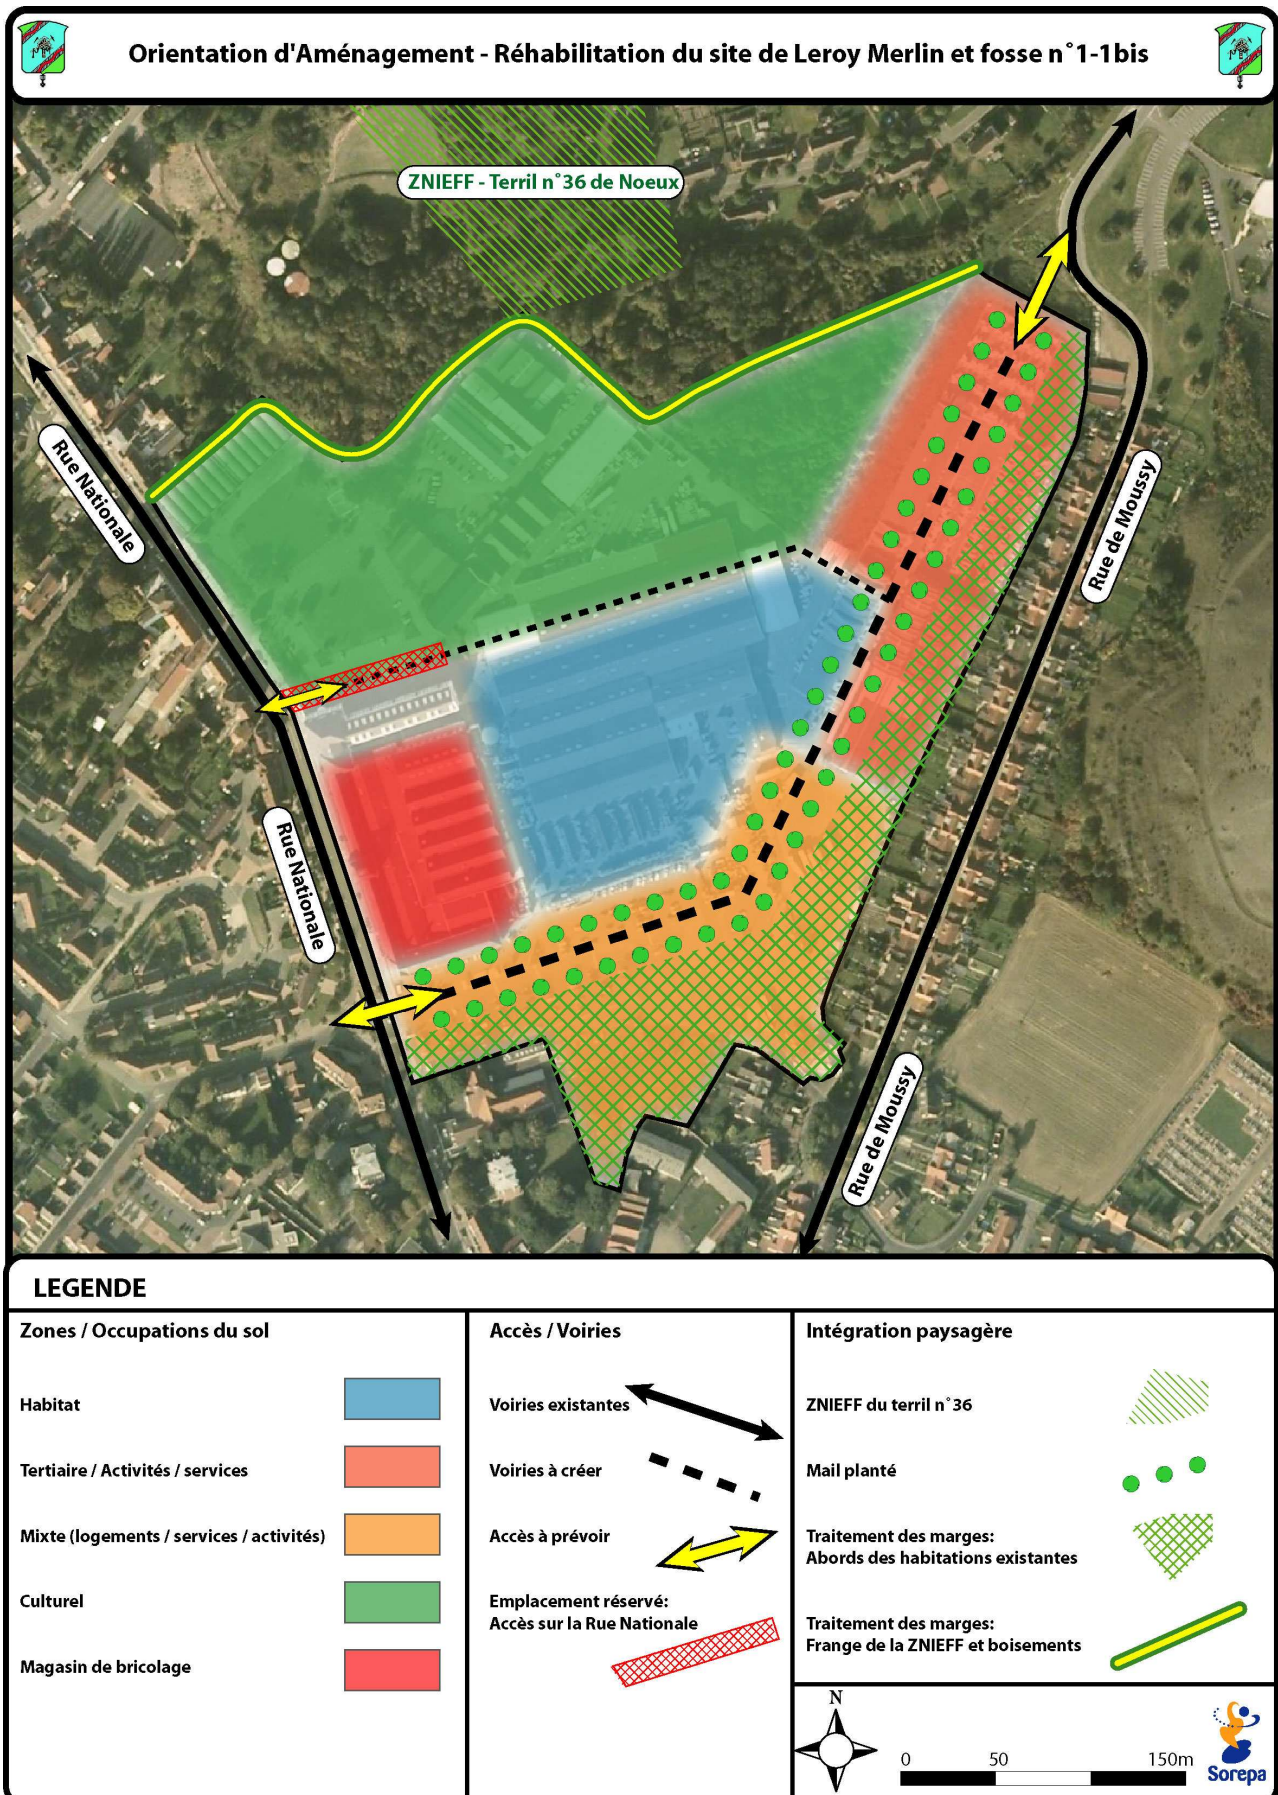 Orientation d'Aménagement - Réhabilitation du site de Leroy Merlin et fosse n°1-1bis
ZNIEFF - Terril n°36 de Noeux
Rue Nationale
Rue de Moussy
Rue Nationale
Rue de Moussy
LEGENDE
Zones / Occupations du sol
Habitat
Tertiaire / Activités / services
Mixte (logements / services / activités)
Culturel
Magasin de bricolage
Accès / Voiries
Voiries existantes
Voiries à créer
Accès à prévoir
Emplacement réservé:
Accès sur la Rue Nationale
Intégration paysagère
ZNIEFF du terril n°36
Mail planté
Traitement des marges:
Abords des habitations existantes
Traitement des marges:
Frange de la ZNIEFF et boisements
N
0 50 150m
Sorepa